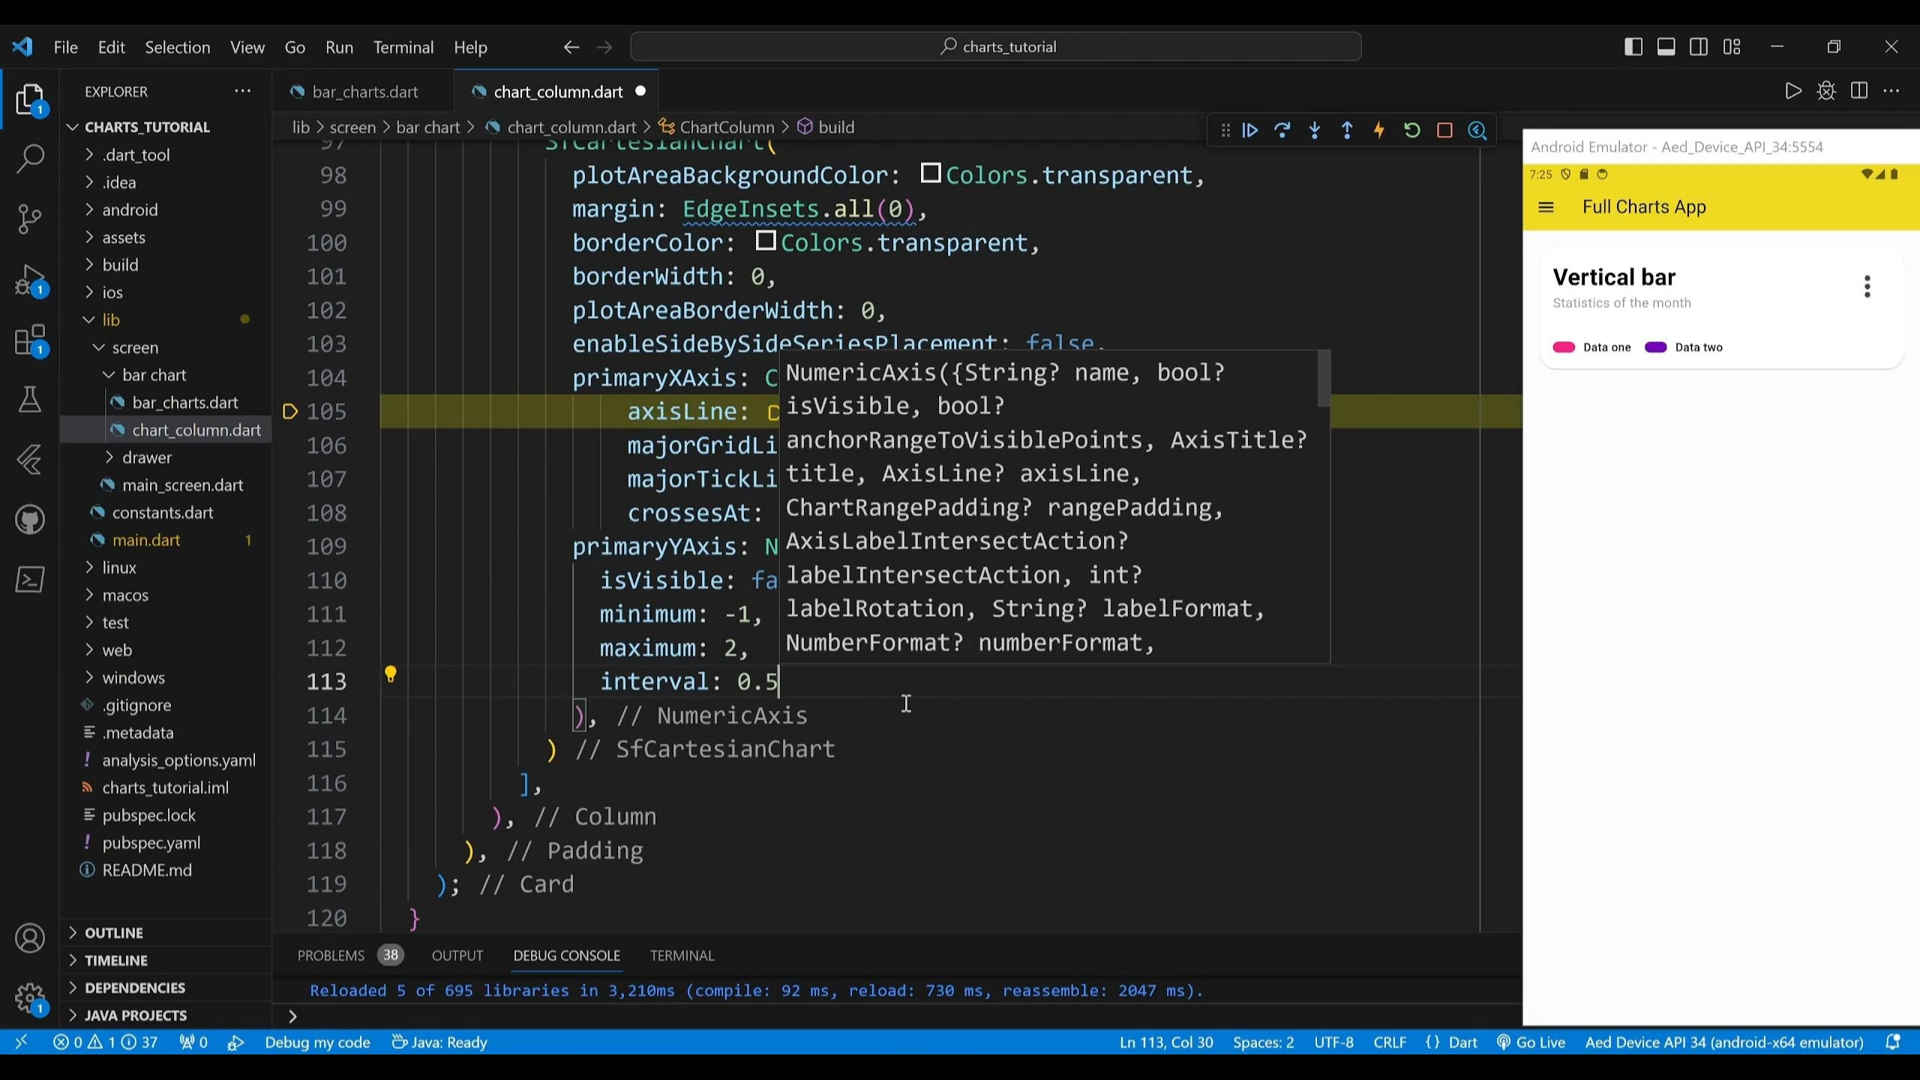 File Edit Selection View Go Run Terminal Help
charts_tutorial
EXPLORER
CHARTS_TUTORIAL
.dart_tool
.idea
android
assets
build
ios
lib
screen
bar chart
bar_charts.dart
chart_column.dart
drawer
main_screen.dart
constants.dart
main.dart 1
linux
macos
test
web
windows
.gitignore
.metadata
analysis_options.yaml
charts_tutorial.iml
pubspec.lock
pubspec.yaml
README.md
OUTLINE
TIMELINE
DEPENDENCIES
JAVA PROJECTS
bar_charts.dart chart_column.dart
lib > screen > bar chart > chart_column.dart > ChartColumn > build
97 SfCartesianChart(
98 plotAreaBackgroundColor: Colors.transparent,
99 margin: EdgeInsets.all(0),
100 borderColor: Colors.transparent,
101 borderWidth: 0,
102 plotAreaBorderWidth: 0,
103 enableSideBySideSeriesPlacement: false,
104 primaryXAxis: C
105 axisLine:
106 majorGridLi
107 majorTickLi
108 crossesAt:
109 primaryYAxis: N
110 isVisible: fa
111 minimum: -1,
112 maximum: 2,
113 interval: 0.5
114 ), // NumericAxis
115 ) // SfCartesianChart
116 ],
117 ), // Column
118 ), // Padding
119 ); // Card
120 }
NumericAxis({String? name, bool?
isVisible, bool?
anchorRangeToVisiblePoints, AxisTitle?
title, AxisLine? axisLine,
ChartRangePadding? rangePadding,
AxisLabelIntersectAction?
labelIntersectAction, int?
labelRotation, String? labelFormat,
NumberFormat? numberFormat,
PROBLEMS 38 OUTPUT DEBUG CONSOLE TERMINAL
Reloaded 5 of 695 libraries in 3,210ms (compile: 92 ms, reload: 730 ms, reassemble: 2047 ms).
>
Android Emulator - Aed_Device_API_34:5554
7:25
Full Charts App
Vertical bar
Statistics of the month
Data one Data two
0 1 37 0 Debug my code Java: Ready Ln 113, Col 30 Spaces: 2 UTF-8 CRLF {} Dart Go Live Aed Device API 34 (android-x64 emulator)